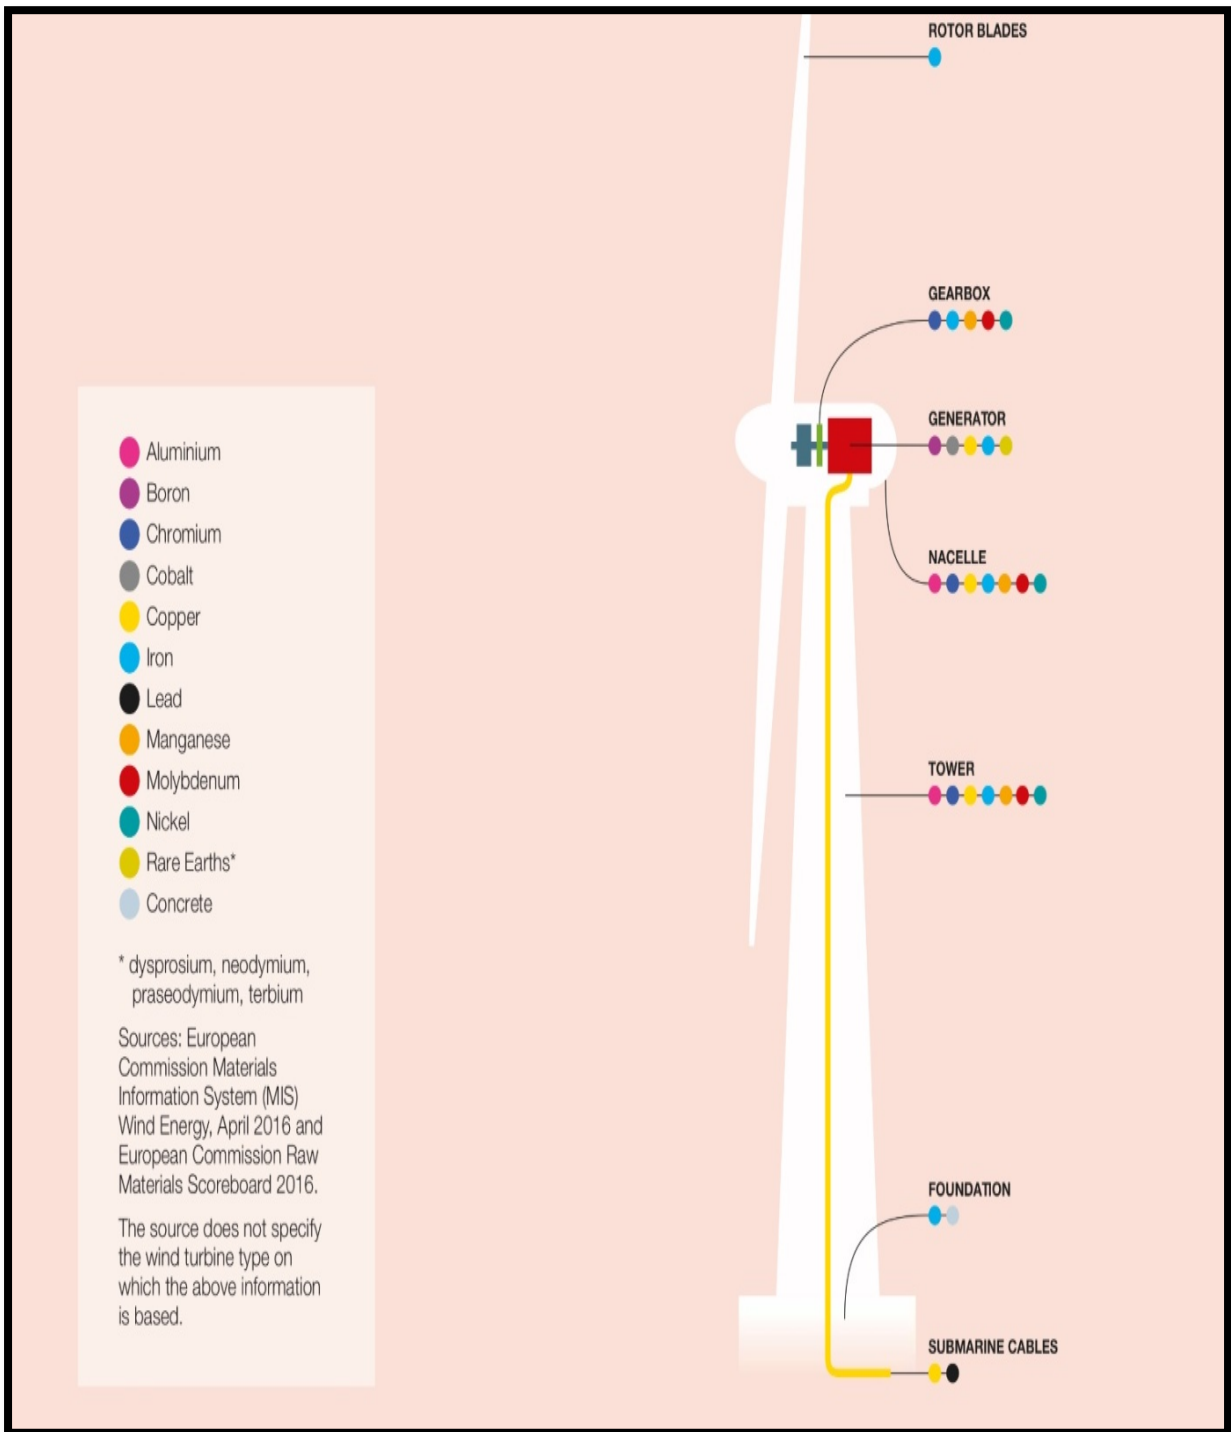 ROTOR BLADES
GEARBOX
GENERATOR
NACELLE
TOWER
FOUNDATION
SUBMARINE CABLES
Aluminium
Boron
Chromium
Cobalt
Copper
Iron
Lead
Manganese
Molybdenum
Nickel
Rare Earths*
Concrete
* dysprosium, neodymium,
praseodymium, terbium
Sources: European
Commission Materials
Information System (MIS)
Wind Energy, April 2016 and
European Commission Raw
Materials Scoreboard 2016.
The source does not specify
the wind turbine type on
which the above information
is based.